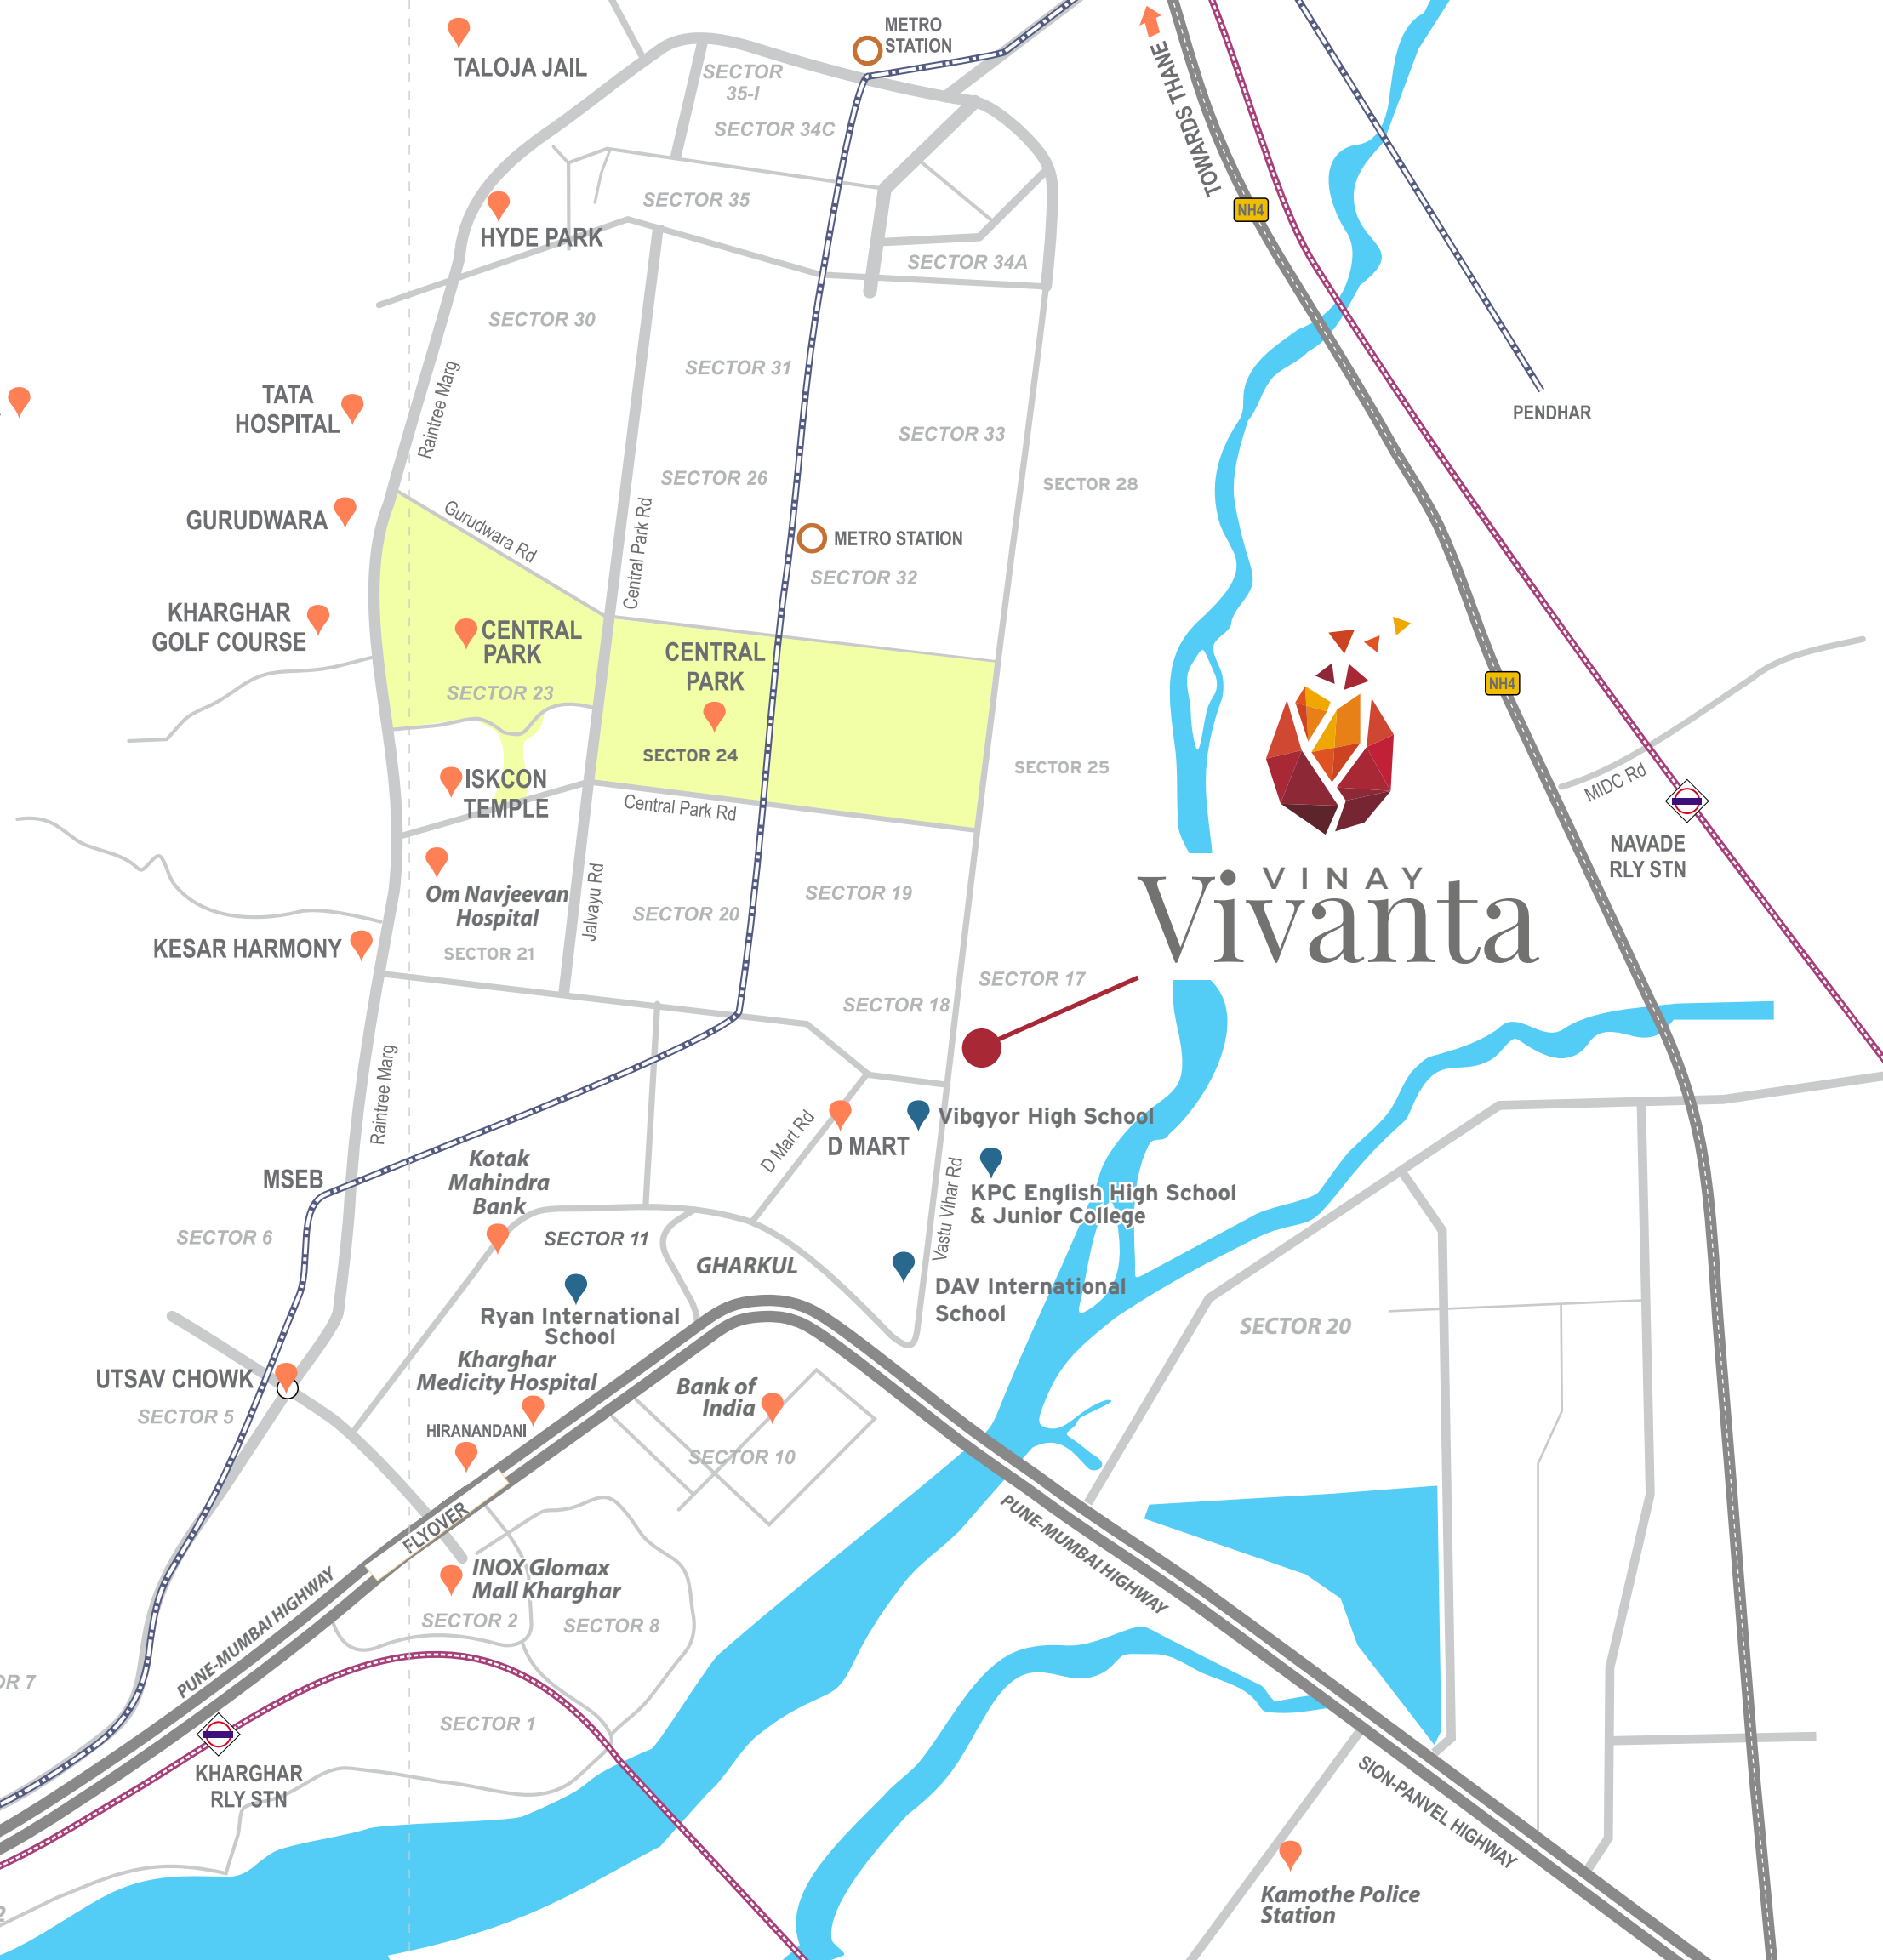 METRO
STATION
TALOJA JAIL
SECTOR
35-I
SECTOR 34C
TOWARDS THANE
SECTOR 35
NH4
HYDE PARK
SECTOR 34A
SECTOR 30
SECTOR 31
Raintree Marg
TATA
HOSPITAL
PENDHAR
SECTOR 33
SECTOR 26
SECTOR 28
GURUDWARA
Gurudwara Rd
Central Park Rd
METRO STATION
SECTOR 32
KHARGHAR
GOLF COURSE
CENTRAL
PARK
CENTRAL
PARK
SECTOR 23
NH4
SECTOR 24
SECTOR 25
ISKCON
TEMPLE
Central Park Rd
MIDC Rd
NAVADE
RLY STN
VINAY
Vivanta
Om Navjeevan
Hospital
Jalvayu Rd
SECTOR 19
SECTOR 20
KESAR HARMONY
SECTOR 21
SECTOR 17
SECTOR 18
Raintree Marg
D Mart Rd
D MART
Vibgyor High School
Kotak
Mahindra
Bank
MSEB
KPC English High School
& Junior College
Vastu Vihar Rd
SECTOR 6
SECTOR 11
GHARKUL
DAV International
School
Ryan International
School
SECTOR 20
Kharghar
Medicity Hospital
UTSAV CHOWK
SECTOR 5
Bank of
India
HIRANANDANI
SECTOR 10
FLYOVER
PUNE-MUMBAI HIGHWAY
PUNE-MUMBAI HIGHWAY
INOX Glomax
Mall Kharghar
SECTOR 2
SECTOR 8
OR 7
SECTOR 1
KHARGHAR
RLY STN
SION-PANVEL HIGHWAY
Kamothe Police
Station
2